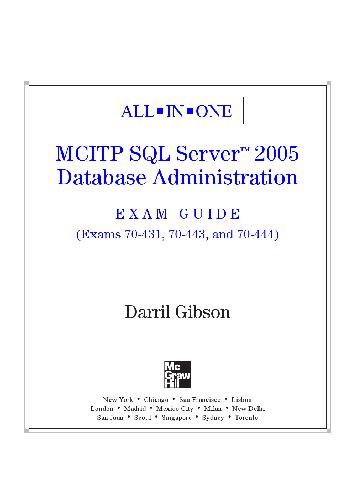 ALL■IN■ONE
MCITP SQL Server™ 2005
Database Administration
EXAM GUIDE
(Exams 70-431, 70-443, and 70-444)
Darril Gibson
Mc
Graw
Hill
New York • Chicago • San Francisco • Lisbon
London • Madrid • Mexico City • Milan • New Delhi
San Juan • Seoul • Singapore • Sydney • Toronto